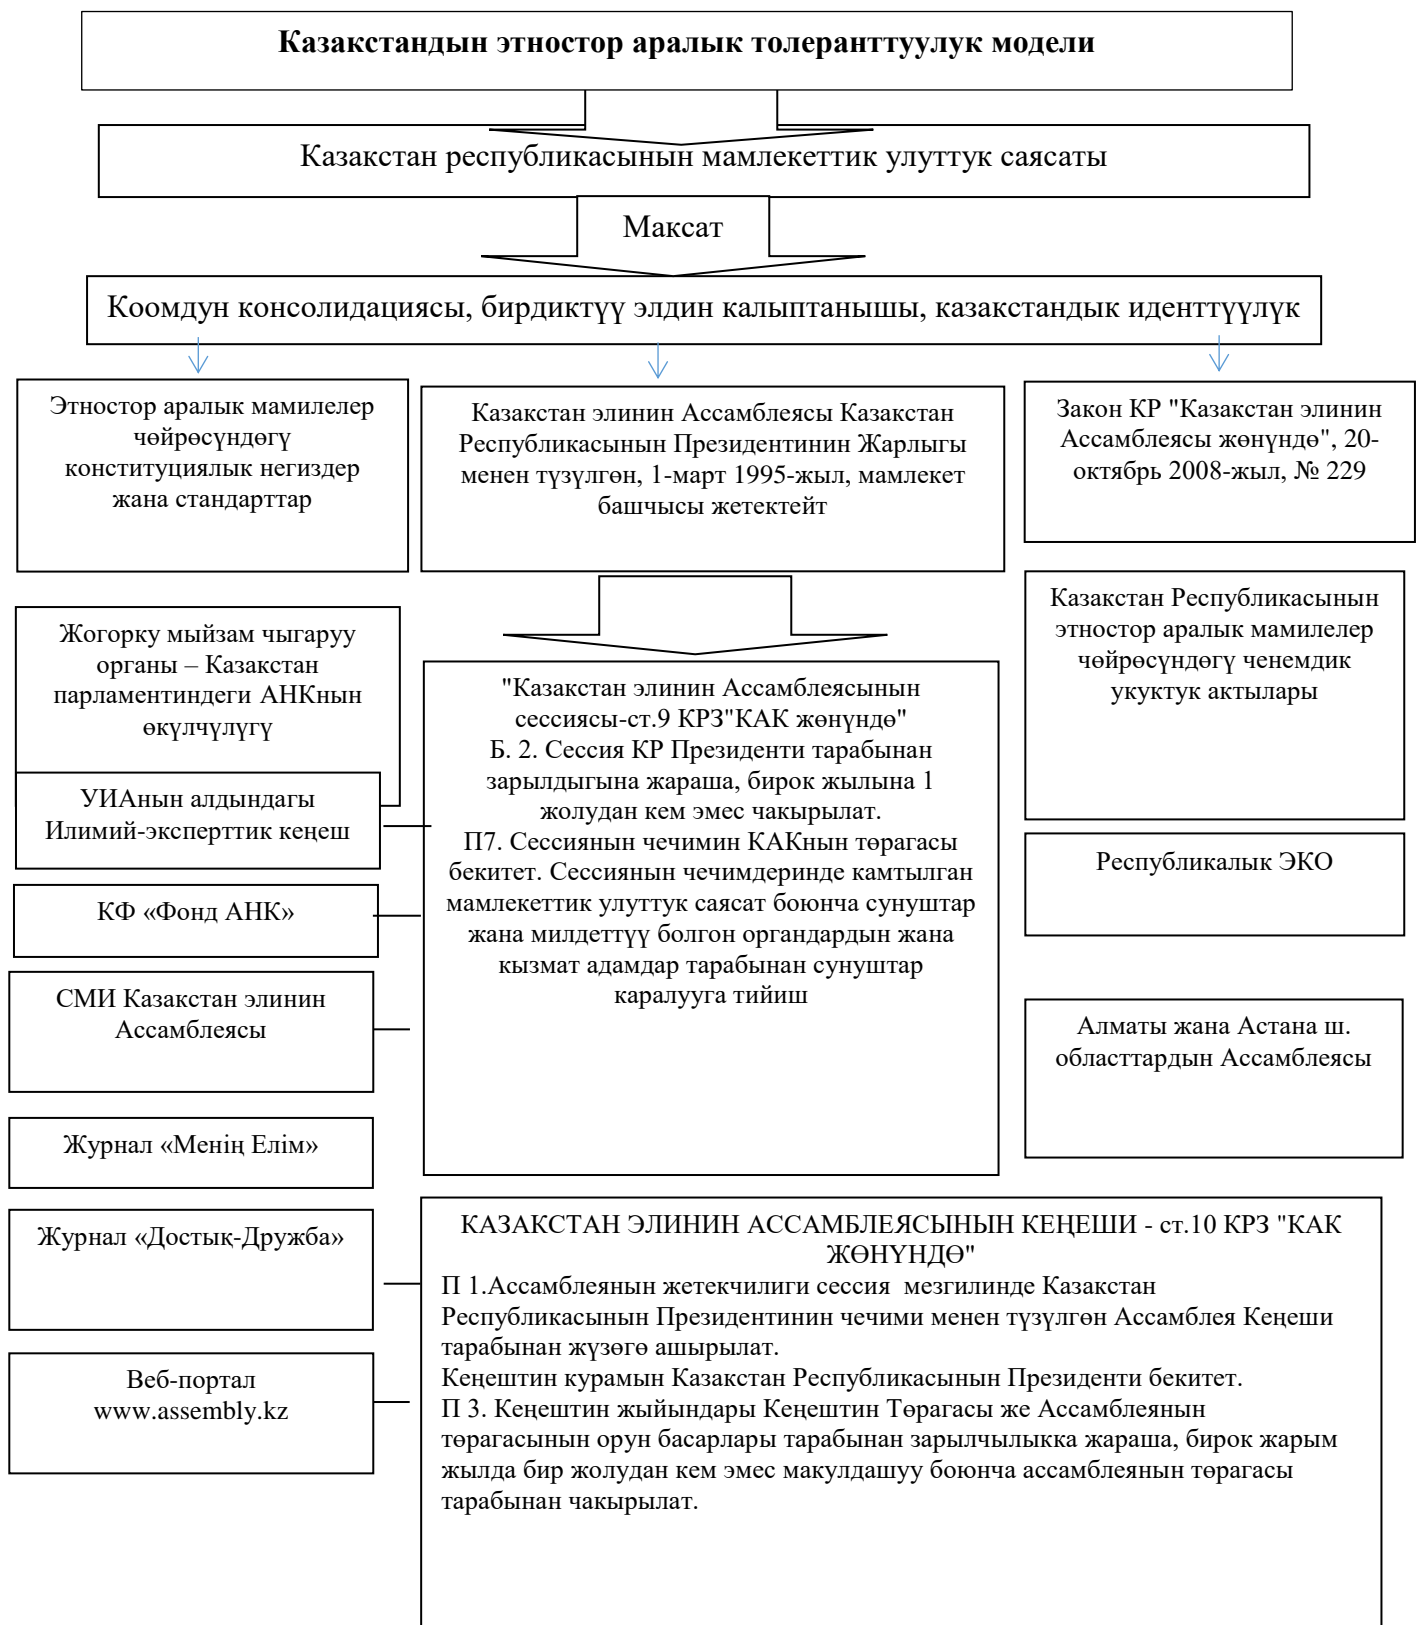 Казакстандын этностор аралык толеранттуулук модели
Казакстан республикасынын мамлекеттик улуттук саясаты
Максат
Коомдун консолидациясы, бирдиктүү элдин калыптанышы, казакстандык иденттүүлүк
Этностор аралык мамилелер
чөйрөсүндөгү
конституциялык негиздер
жана стандарттар
Казакстан элинин Ассамблеясы Казакстан
Республикасынын Президентинин Жарлыгы
менен түзүлгөн, 1-март 1995-жыл, мамлекет
башчысы жетектейт
Закон КР "Казакстан элинин
Ассамблеясы жөнүндө", 20-
октябрь 2008-жыл, № 229
Жогорку мыйзам чыгаруу
органы – Казакстан
парламентиндеги АНКнын
өкүлчүлүгү
УИАнын алдындагы
Илимий-эксперттик кеңеш
КФ «Фонд АНК»
СМИ Казакстан элинин
Ассамблеясы
Журнал «Менің Елім»
Журнал «Достық-Дружба»
Веб-портал
www.assembly.kz
"Казакстан элинин Ассамблеясынын
сессиясы-ст.9 КРЗ"КАК жөнүндө"
Б. 2. Сессия КР Президенти тарабынан
зарылдыгына жараша, бирок жылына 1
жолудан кем эмес чакырылат.
П7. Сессиянын чечимин КАКнын төрагасы
бекитет. Сессиянын чечимдеринде камтылган
мамлекеттик улуттук саясат боюнча сунуштар
жана милдеттүү болгон органдардын жана
кызмат адамдар тарабынан сунуштар
каралууга тийиш
Казакстан Республикасынын
этностор аралык мамилелер
чөйрөсүндөгү ченемдик
укуктук актылары
Республикалык ЭКО
Алматы жана Астана ш.
областтардын Ассамблеясы
КАЗАКСТАН ЭЛИНИН АССАМБЛЕЯСЫНЫН КЕҢЕШИ - ст.10 КРЗ "КАК
ЖӨНҮНДӨ"
П 1.Ассамблеянын жетекчилиги сессия мезгилинде Казакстан
Республикасынын Президентинин чечими менен түзүлгөн Ассамблея Кеңеши
тарабынан жүзөгө ашырылат.
Кеңештин курамын Казакстан Республикасынын Президенти бекитет.
П 3. Кеңештин жыйындары Кеңештин Төрагасы же Ассамблеянын
төрагасынын орун басарлары тарабынан зарылчылыкка жараша, бирок жарым
жылда бир жолудан кем эмес макулдашуу боюнча ассамблеянын төрагасы
тарабынан чакырылат.